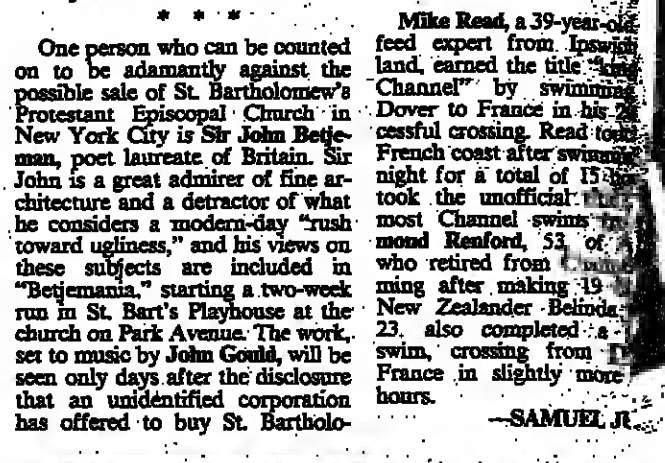 * * *
One person who can be counted
on to be adamantly against the
possible sale of St. Bartholomew's
Protestant Episcopal Church in
New York City is Sir John Betje-
man, poet laureate of Britain. Sir
John is a great admirer of fine ar-
chitecture and a detractor of what
he considers a modern-day "rush
toward ugliness," and his views on
these subjects are included in
"Betjemania," starting a two-week
run in St. Bart's Playhouse at the
church on Park Avenue. The work,
set to music by John Gould, will be
seen only days after the disclosure
that an unidentified corporation
has offered to buy St. Bartholo-
Mike Read, a 39-year-old
feed expert from Ipswich
land, earned the title "king
Channel" by swimming
Dover to France in his
cessful crossing. Read
French coast after swimming
night for a total of 15
took the unofficial
most Channel swims
mond Renford, 53, of
who retired from
ming after making 19
New Zealander Belinda
23, also completed a
swim, crossing from
France in slightly more
hours.
—SAMUEL